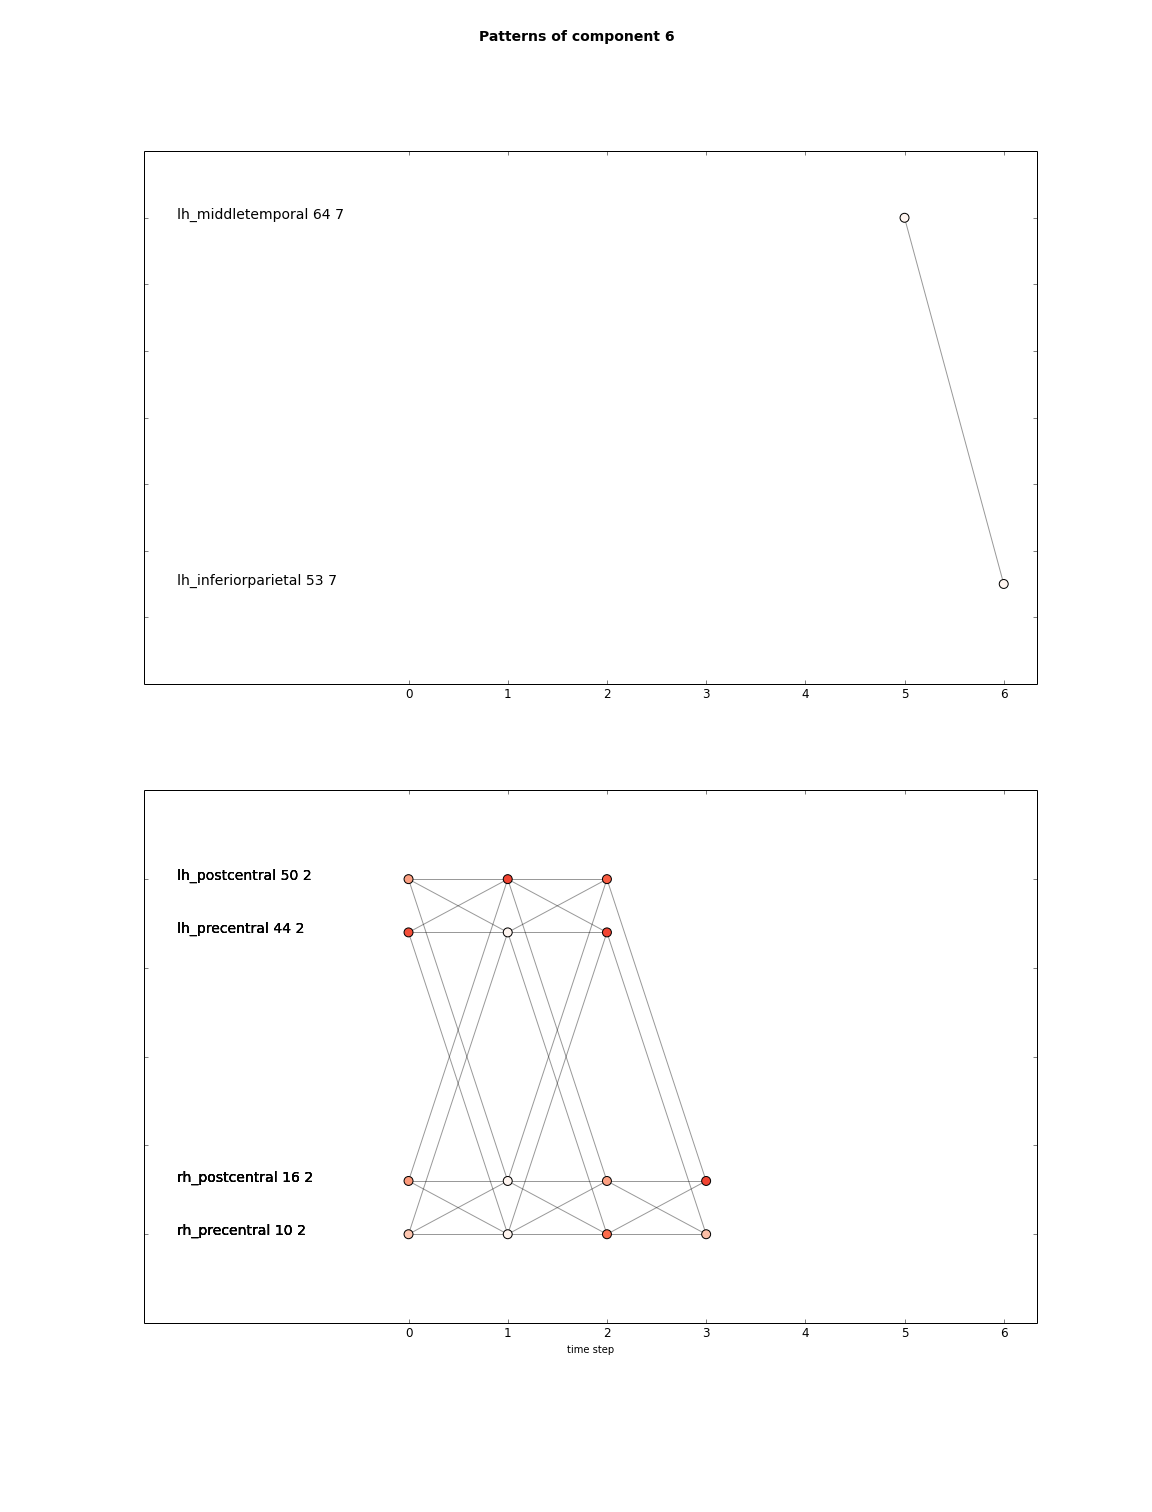 Patterns of component 6
lh_middletemporal 64 7
lh_inferiorparietal 53 7
0 1 2 3 4 5 6
lh_postcentral 50 2
lh_precentral 44 2
rh_postcentral 16 2
rh_precentral 10 2
0 1 2 3 4 5 6
time step